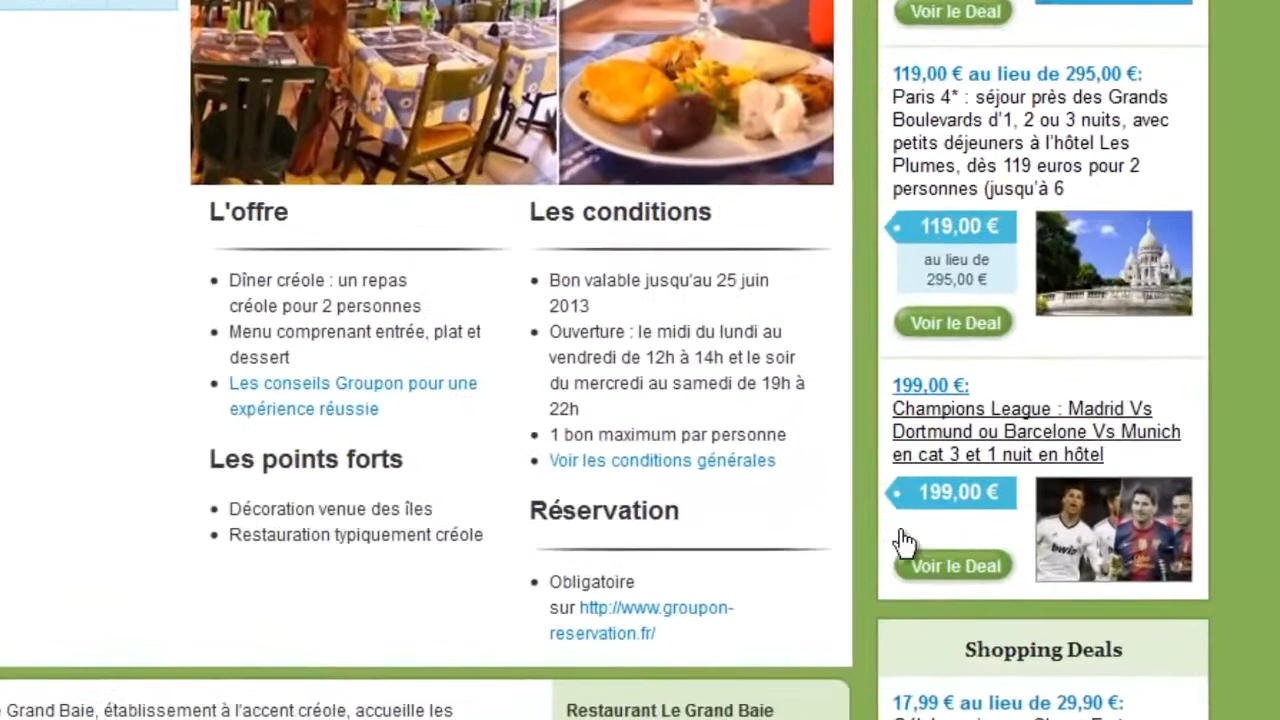 L'offre
Dîner créole : un repas
créole pour 2 personnes
Menu comprenant entrée, plat et
dessert
Les conseils Groupon pour une
expérience réussie
Les points forts
Décoration venue des îles
Restauration typiquement créole
Les conditions
Bon valable jusqu'au 25 juin
2013
Ouverture : le midi du lundi au
vendredi de 12h à 14h et le soir
du mercredi au samedi de 19h à
22h
1 bon maximum par personne
Voir les conditions générales
Réservation
Obligatoire
sur http://www.groupon-
reservation.fr/
Grand Baie, établissement à l'accent créole, accueille les
Restaurant Le Grand Baie
Voir le Deal
119,00 € au lieu de 295,00 €:
Paris 4* : séjour près des Grands
Boulevards d'1, 2 ou 3 nuits, avec
petits déjeuners à l'hôtel Les
Plumes, dès 119 euros pour 2
personnes (jusqu'à 6
119,00 €
au lieu de
295,00 €
Voir le Deal
199,00 €:
Champions League : Madrid Vs
Dortmund ou Barcelone Vs Munich
en cat 3 et 1 nuit en hôtel
199,00 €
bwin
Voir le Deal
Shopping Deals
17,99 € au lieu de 29,90 €: